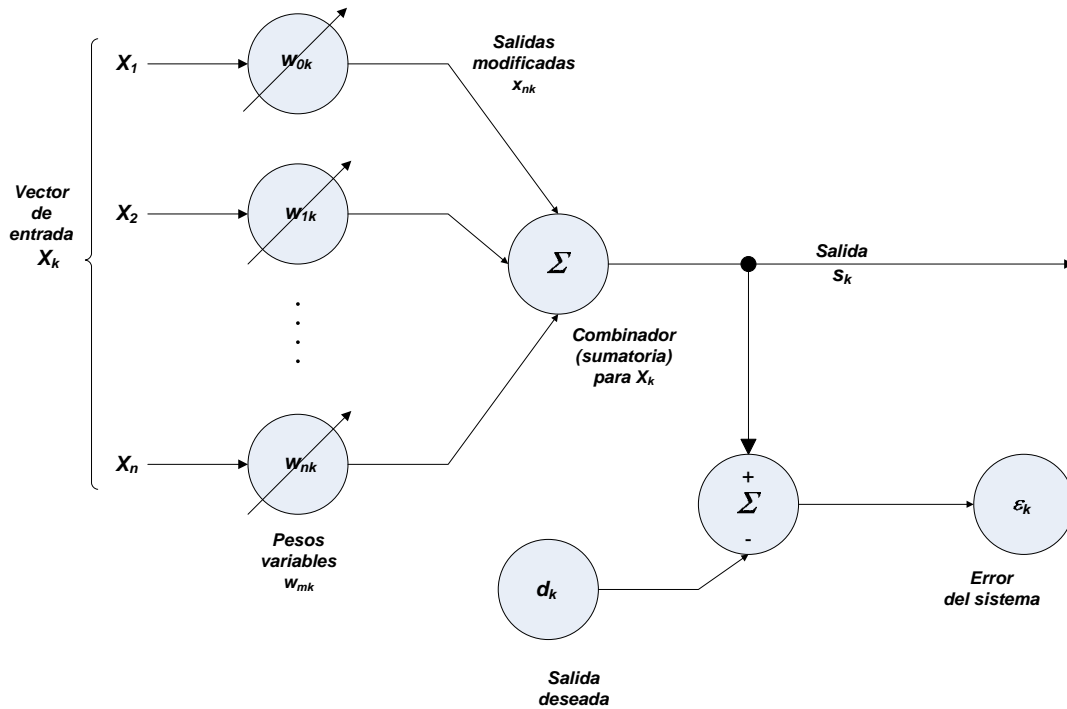 Vector
de
entrada
Xk
X1
w0k
X2
w1k
Xn
wnk
Pesos
variables
wmk
Salidas
modificadas
xnk
Σ
Combinador
(sumatoria)
para Xk
Salida
sk
+
Σ
-
dk
Salida
deseada
εk
Error
del sistema